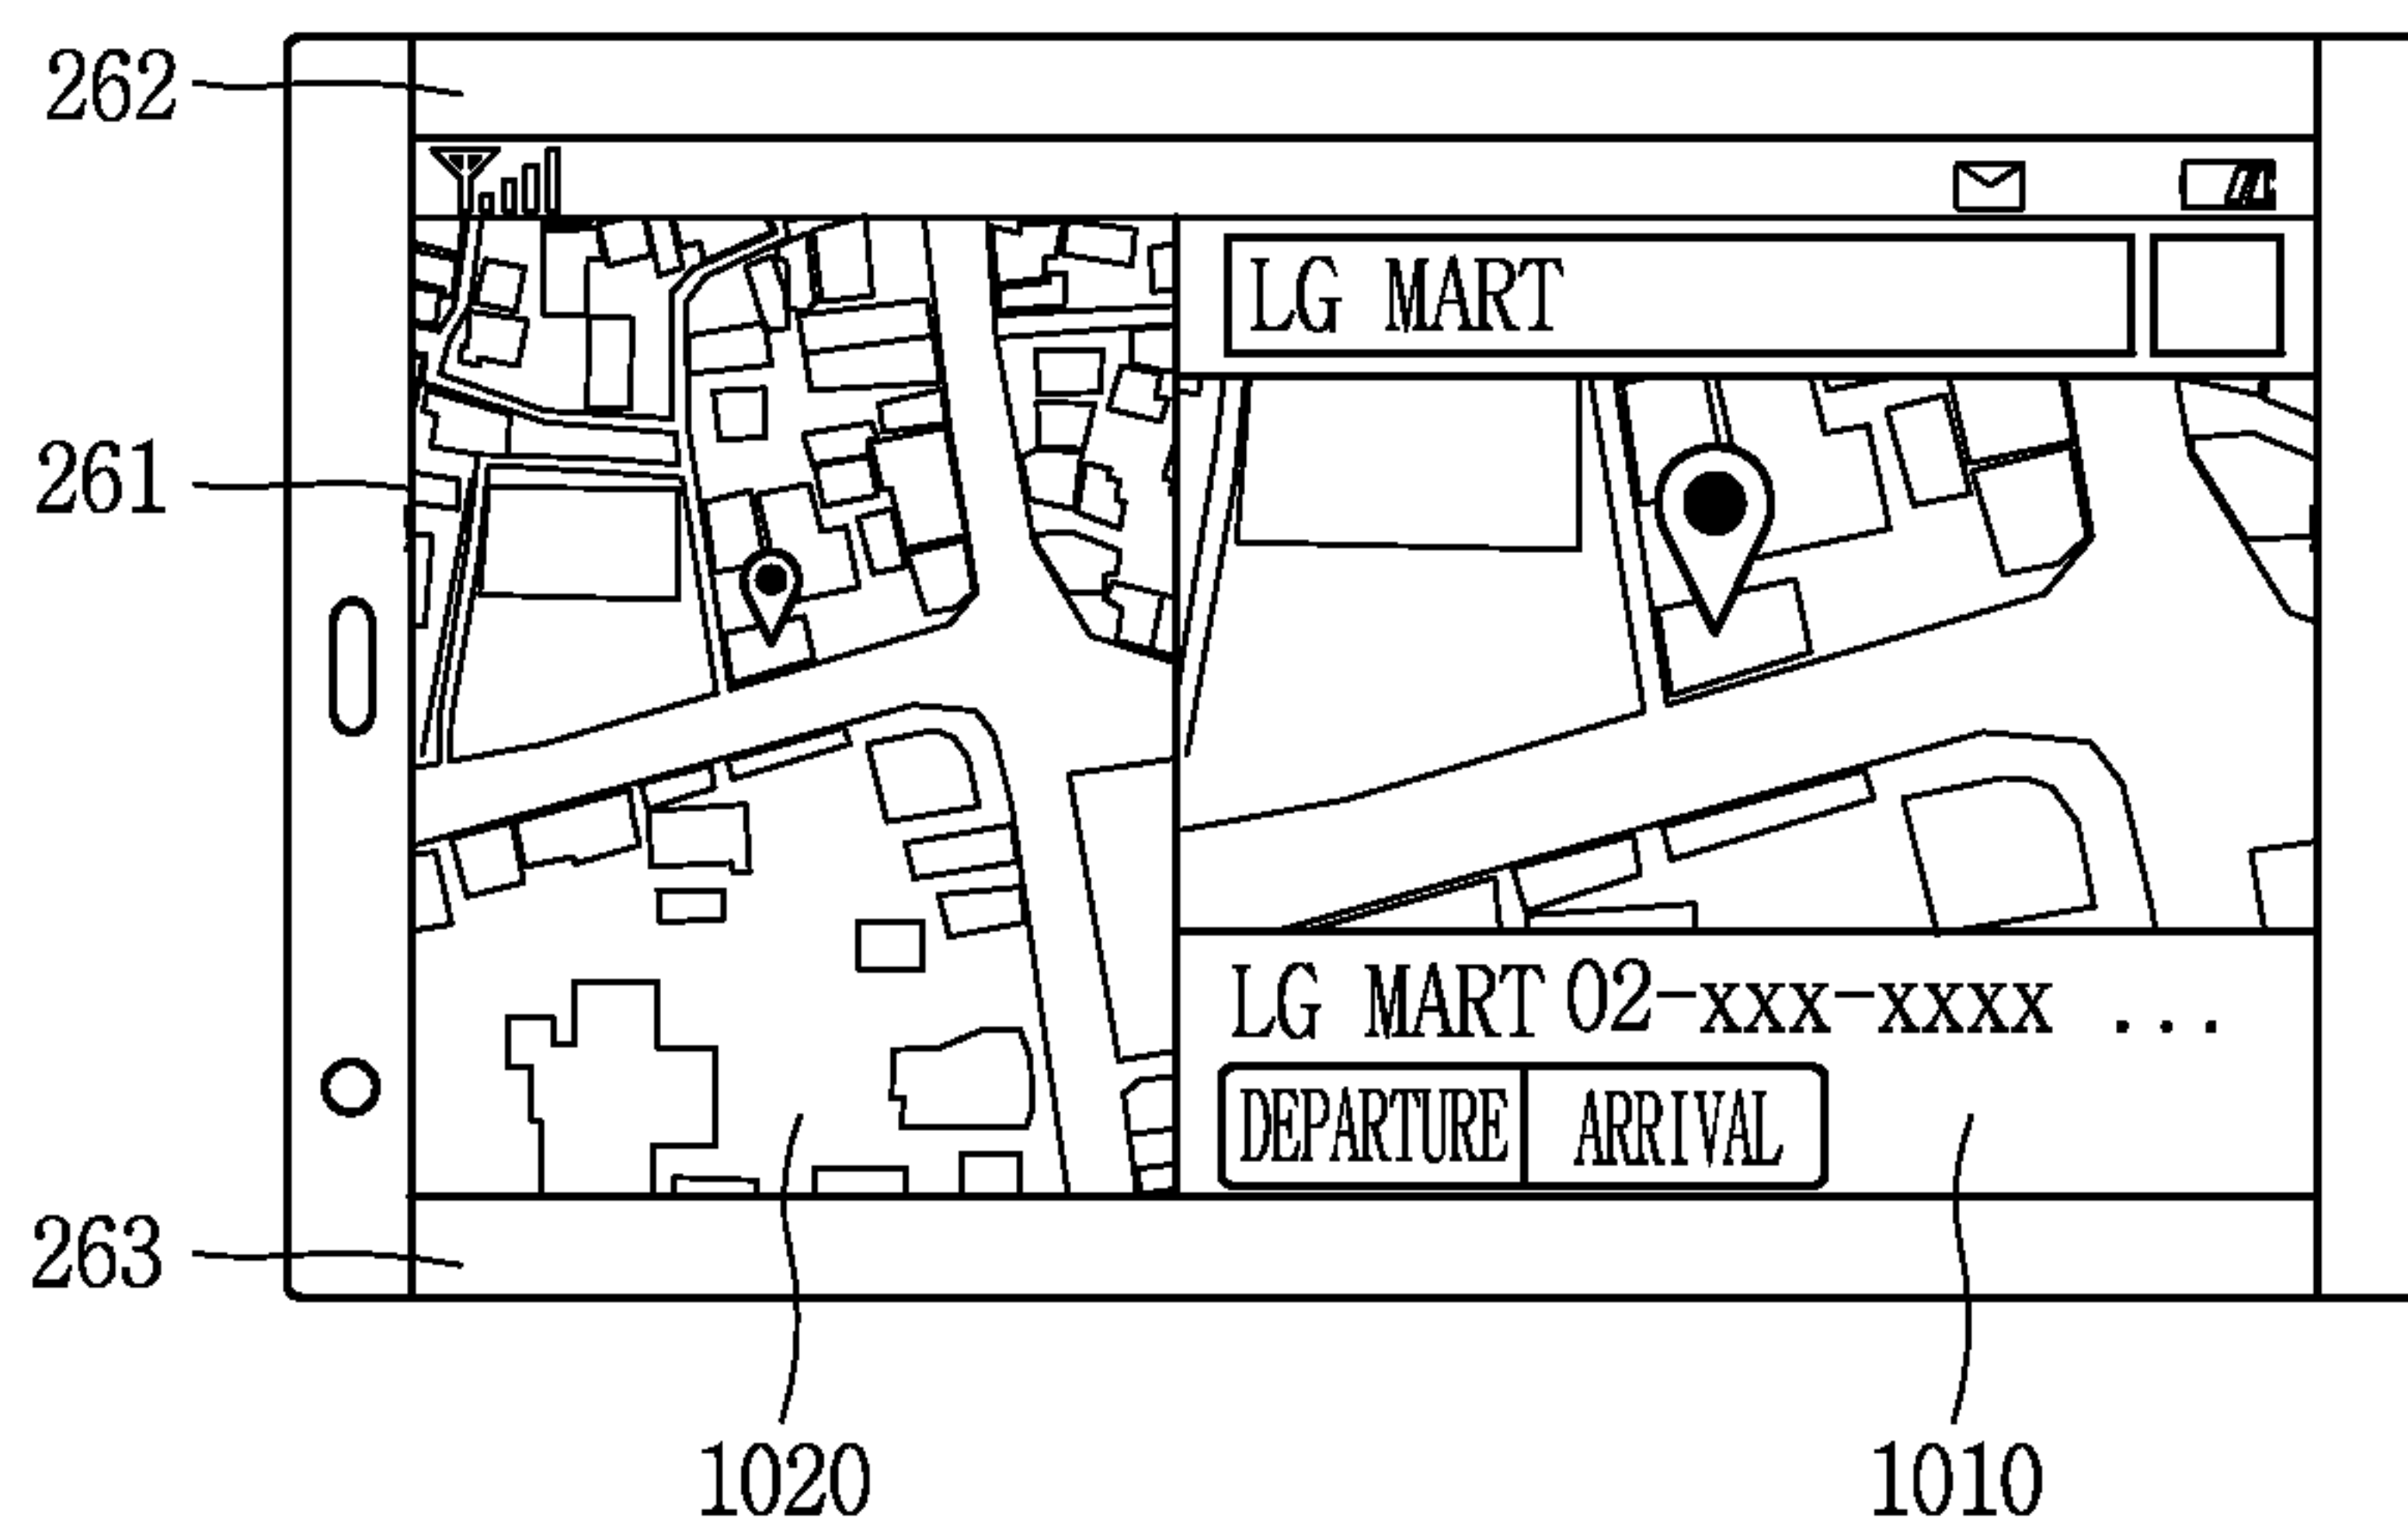 262
LG MART
261
LG MART 02-xxx-xxxx ...
DEPARTURE ARRIVAL
263
1020 1010